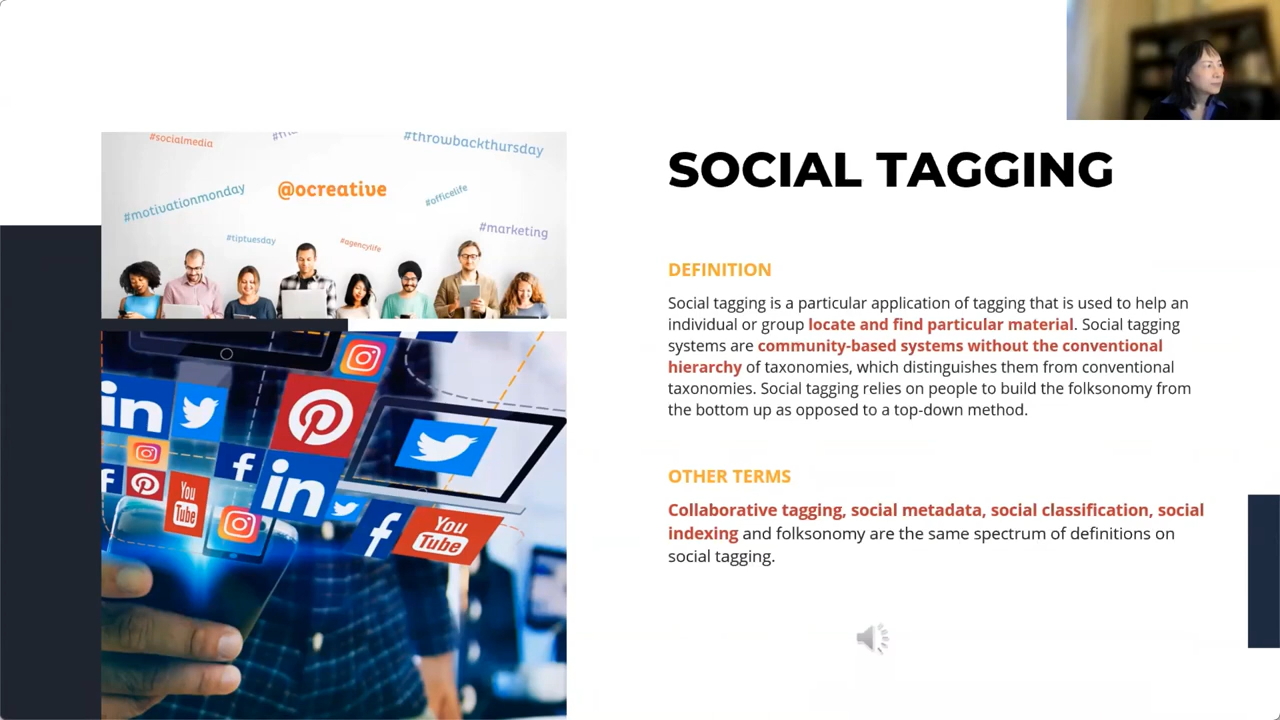 #socialmedia
#throwbackthursday
#motivationmonday
@ocreative
#officelife
#tiptuesday
#agencylife
#marketing
in
in
You
Tube
You
Tube
SOCIAL TAGGING
DEFINITION
Social tagging is a particular application of tagging that is used to help an
individual or group locate and find particular material. Social tagging
systems are community-based systems without the conventional
hierarchy of taxonomies, which distinguishes them from conventional
taxonomies. Social tagging relies on people to build the folksonomy from
the bottom up as opposed to a top-down method.
OTHER TERMS
Collaborative tagging, social metadata, social classification, social
indexing and folksonomy are the same spectrum of definitions on
social tagging.